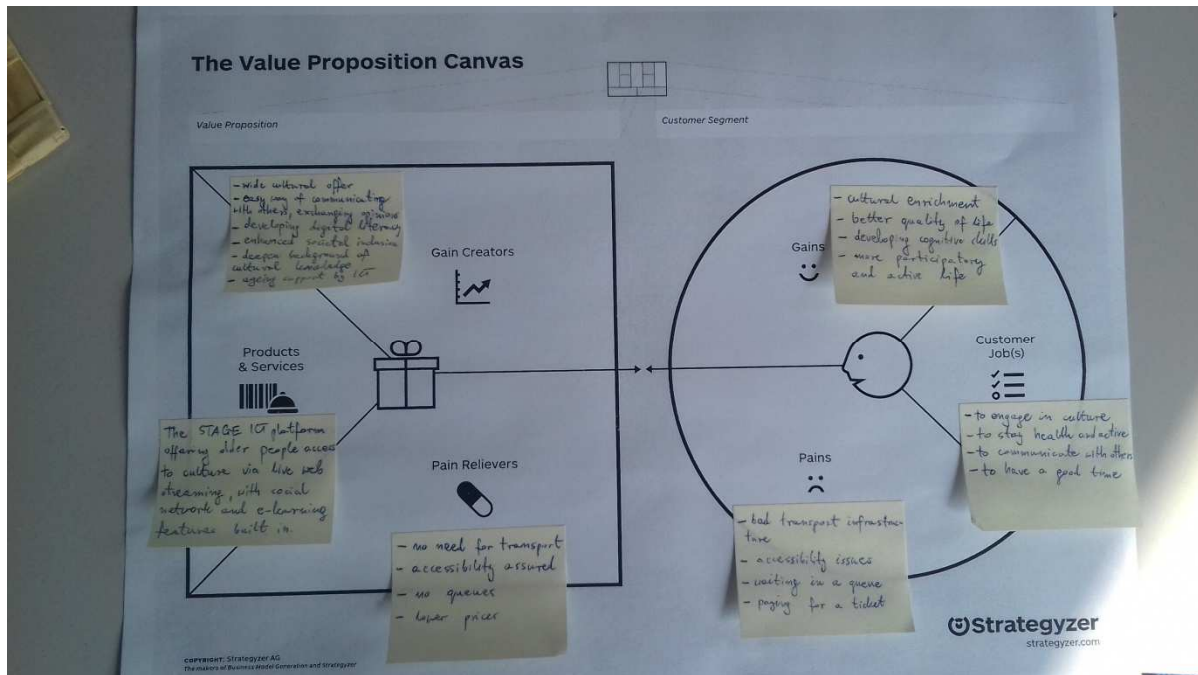 The Value Proposition Canvas
Value Proposition
Customer Segment
- wide cultural offer
- easy way of communicating
with others, exchanging opinions
- developing digital literacy
- enhanced societal inclusion
- deepen background of
cultural knowledge
- ageing support by ICT
Gain Creators
Products
& Services
The STAGE ICT platform
offering older people access
to culture via live web
streaming, with social
network and e-learning
features built in.
Pain Relievers
- no need for transport
- accessibility assured
- no queues
- lower prices
Gains
- cultural enrichment
- better quality of life
- developing cognitive skills
- more participatory
and active life
Customer
Job(s)
- to engage in culture
- to stay health and active
- to communicate with others
- to have a good time
Pains
- bad transport infrastruc-
ture
- accessibility issues
- waiting in a queue
- paying for a ticket
COPYRIGHT: Strategyzer AG
The makers of Business Model Generation and Strategyzer
Strategyzer
strategyzer.com